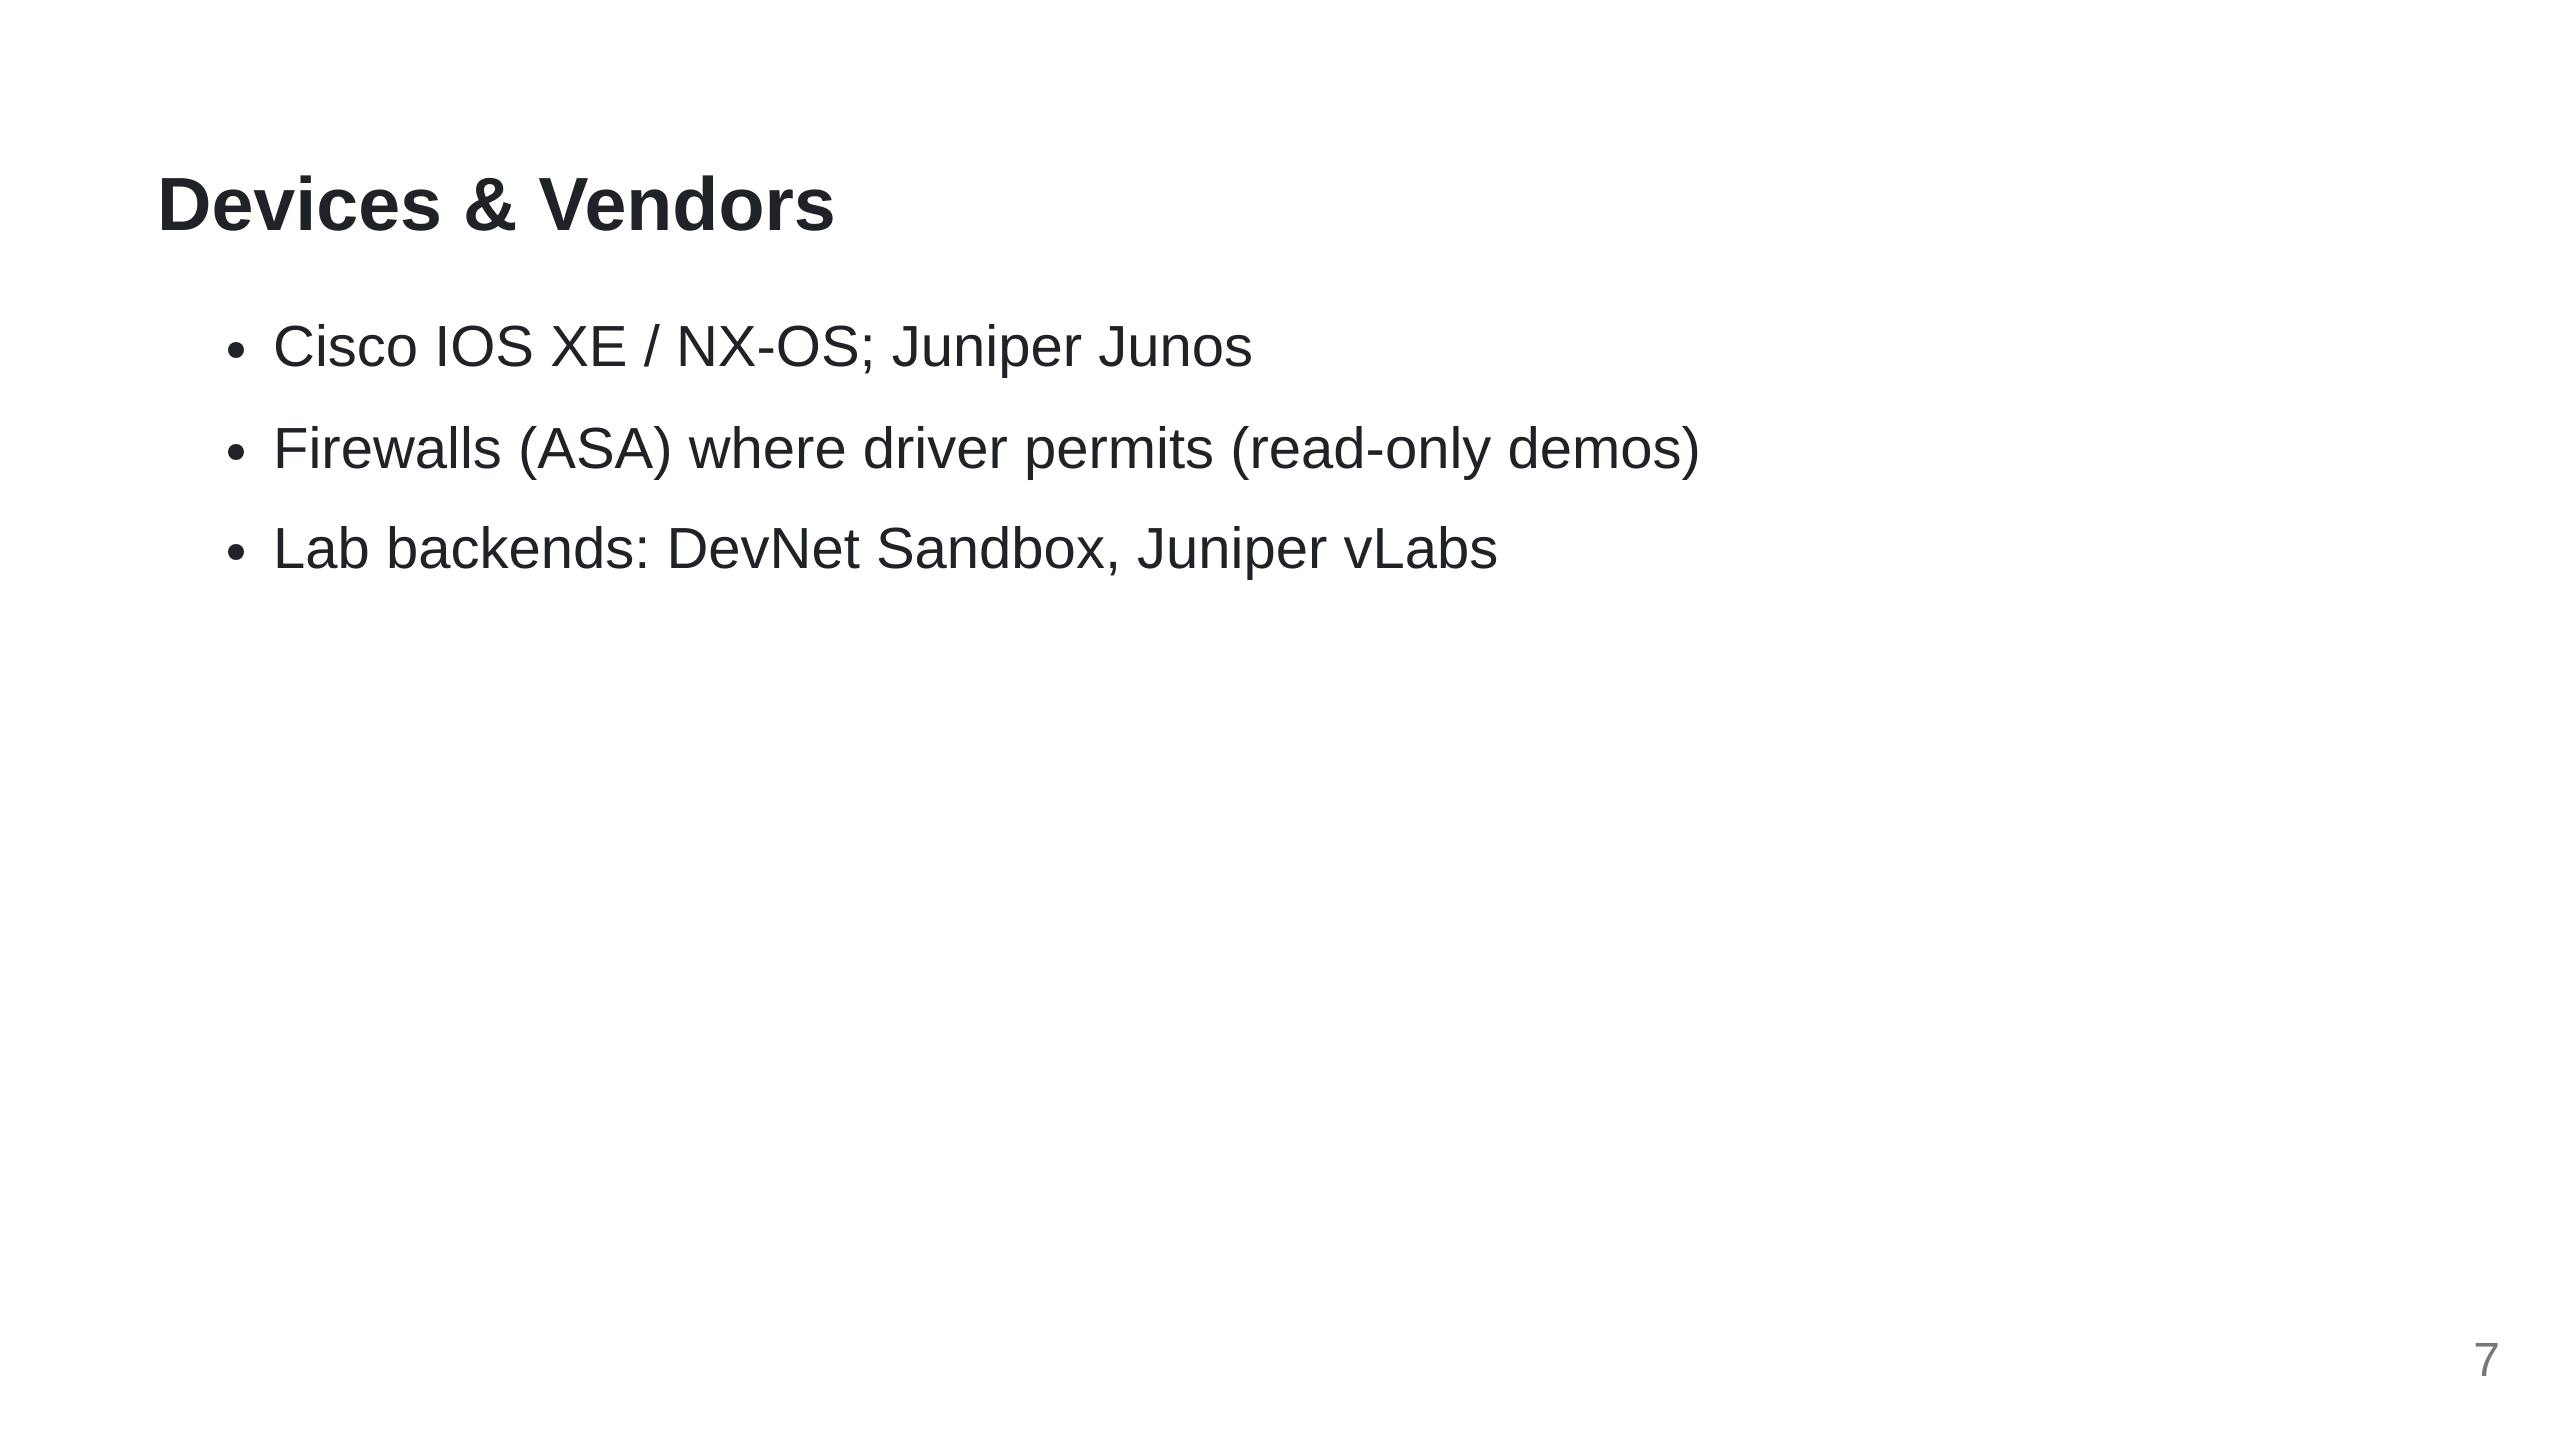 Devices & Vendors
• Cisco IOS XE / NX-OS; Juniper Junos
• Firewalls (ASA) where driver permits (read-only demos)
• Lab backends: DevNet Sandbox, Juniper vLabs
7